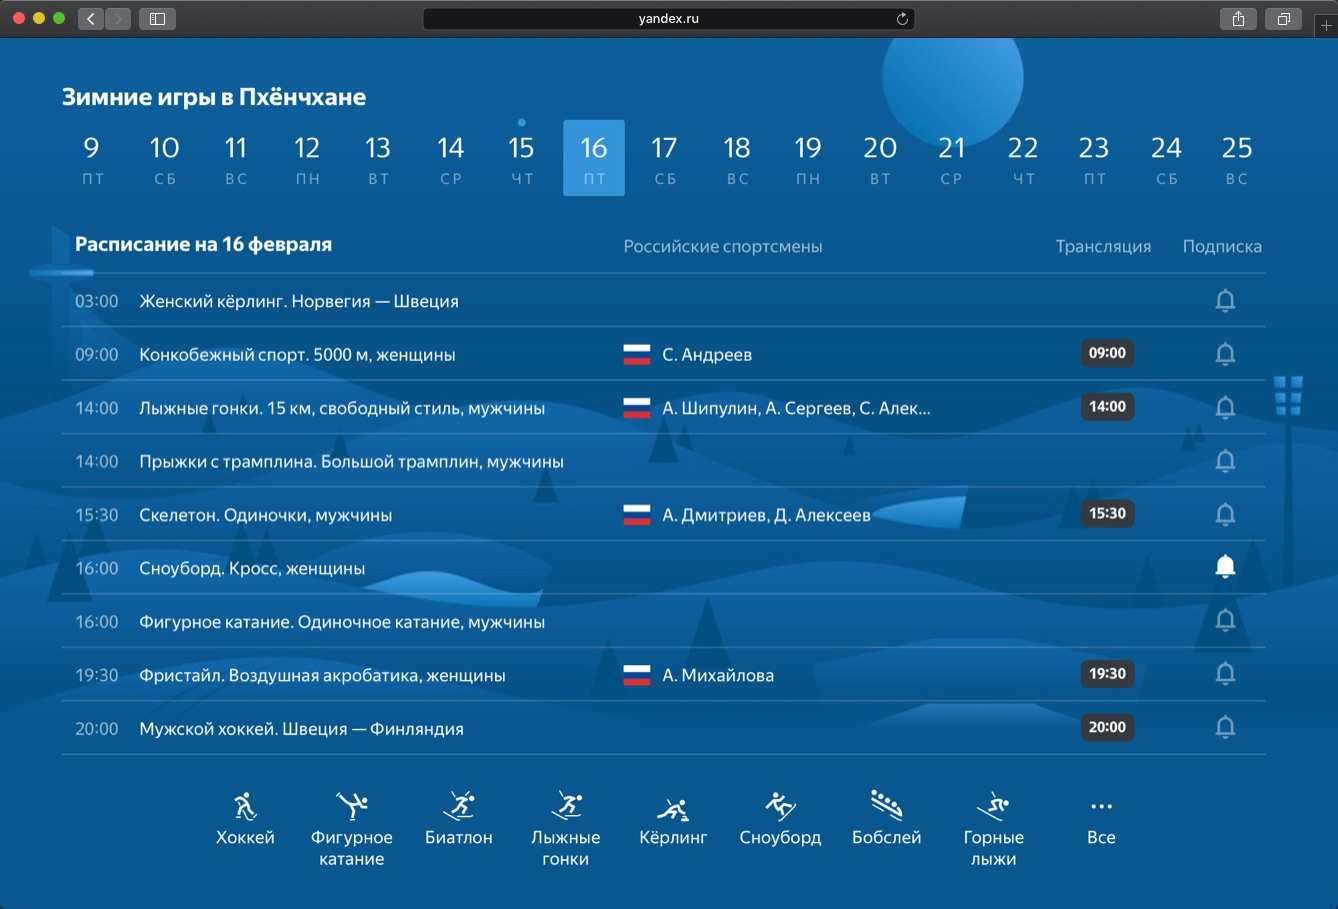 yandex.ru
Зимние игры в Пхёнчхане
9 10 11 12 13 14 15 16 17 18 19 20 21 22 23 24 25
ПТ СБ ВС ПН ВТ СР ЧТ ПТ СБ ВС ПН ВТ СР ЧТ ПТ СБ ВС
Расписание на 16 февраля Российские спортсмены Трансляция Подписка
03:00 Женский кёрлинг. Норвегия — Швеция
09:00 Конкобежный спорт. 5000 м, женщины С. Андреев 09:00
14:00 Лыжные гонки. 15 км, свободный стиль, мужчины А. Шипулин, А. Сергеев, С. Алек... 14:00
14:00 Прыжки с трамплина. Большой трамплин, мужчины
15:30 Скелетон. Одиночки, мужчины А. Дмитриев, Д. Алексеев 15:30
16:00 Сноуборд. Кросс, женщины
16:00 Фигурное катание. Одиночное катание, мужчины
19:30 Фристайл. Воздушная акробатика, женщины А. Михайлова 19:30
20:00 Мужской хоккей. Швеция — Финляндия 20:00
Хоккей Фигурное катание Биатлон Лыжные гонки Кёрлинг Сноуборд Бобслей Горные лыжи Все